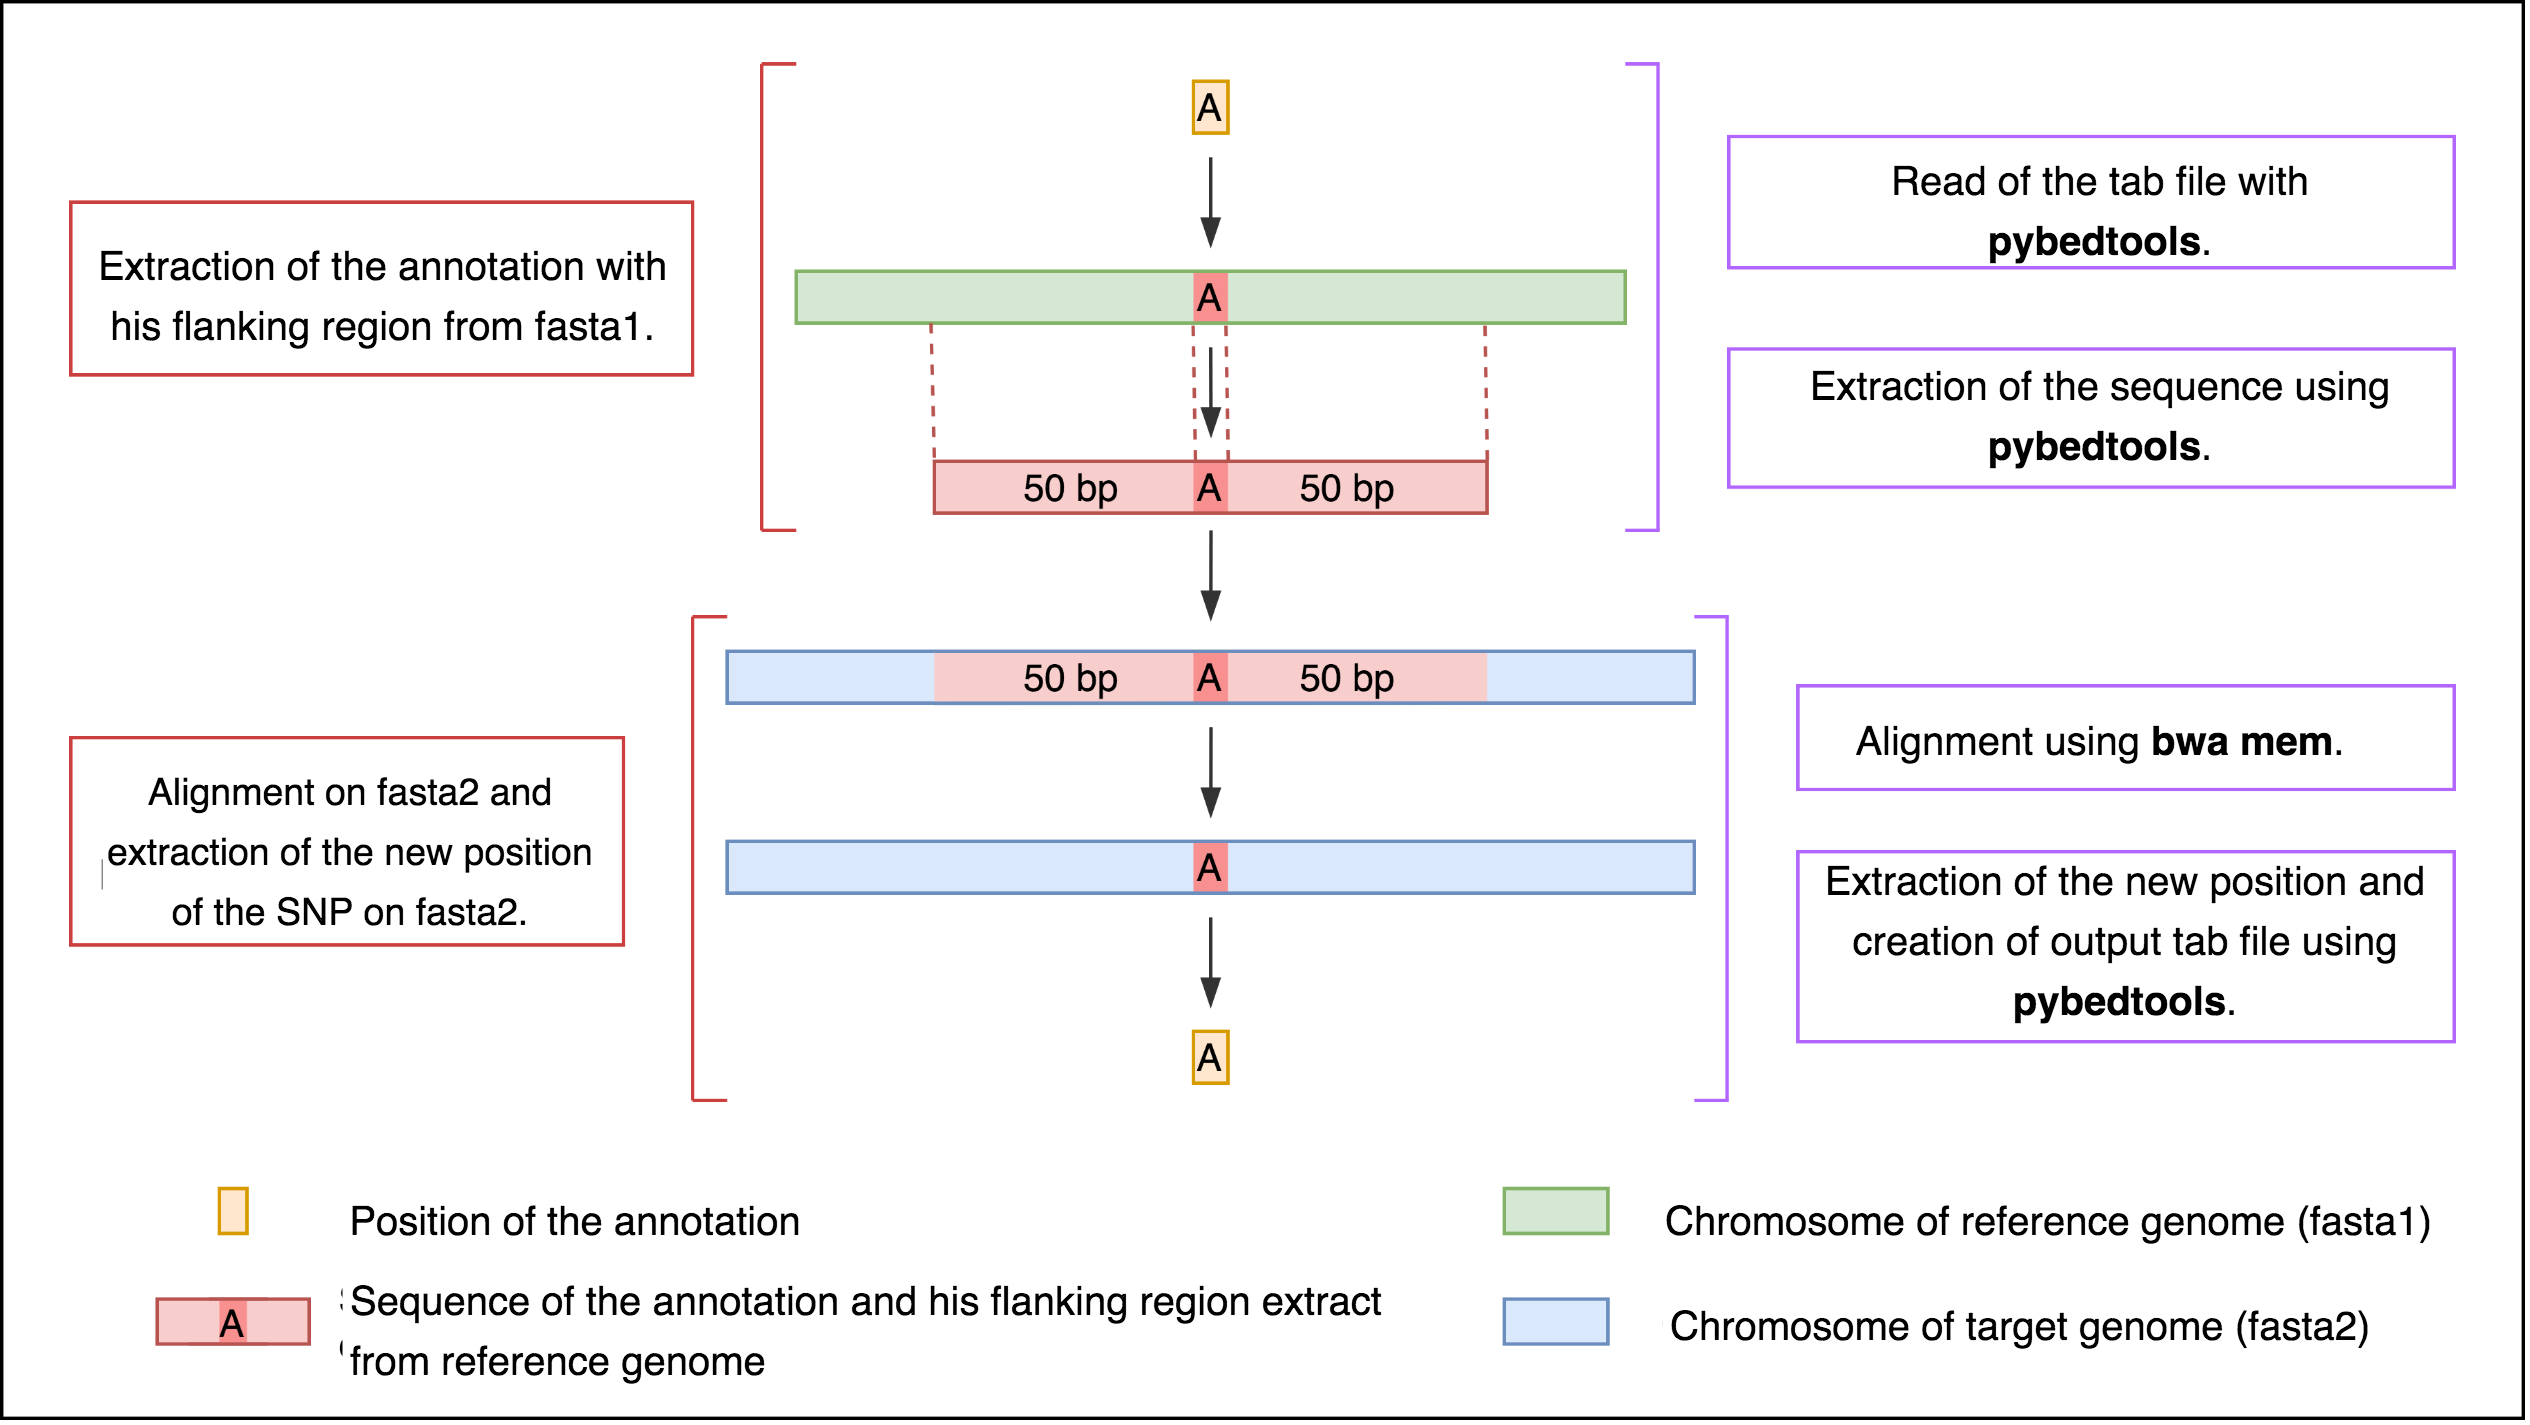 A
Read of the tab file with
pybedtools.
Extraction of the annotation with
his flanking region from fasta1.
A
Extraction of the sequence using
pybedtools.
50 bp A 50 bp
50 bp A 50 bp
Alignment using bwa mem.
Alignment on fasta2 and
extraction of the new position
of the SNP on fasta2.
A
Extraction of the new position and
creation of output tab file using
pybedtools.
A
Position of the annotation
Chromosome of reference genome (fasta1)
A
Sequence of the annotation and his flanking region extract
from reference genome
Chromosome of target genome (fasta2)